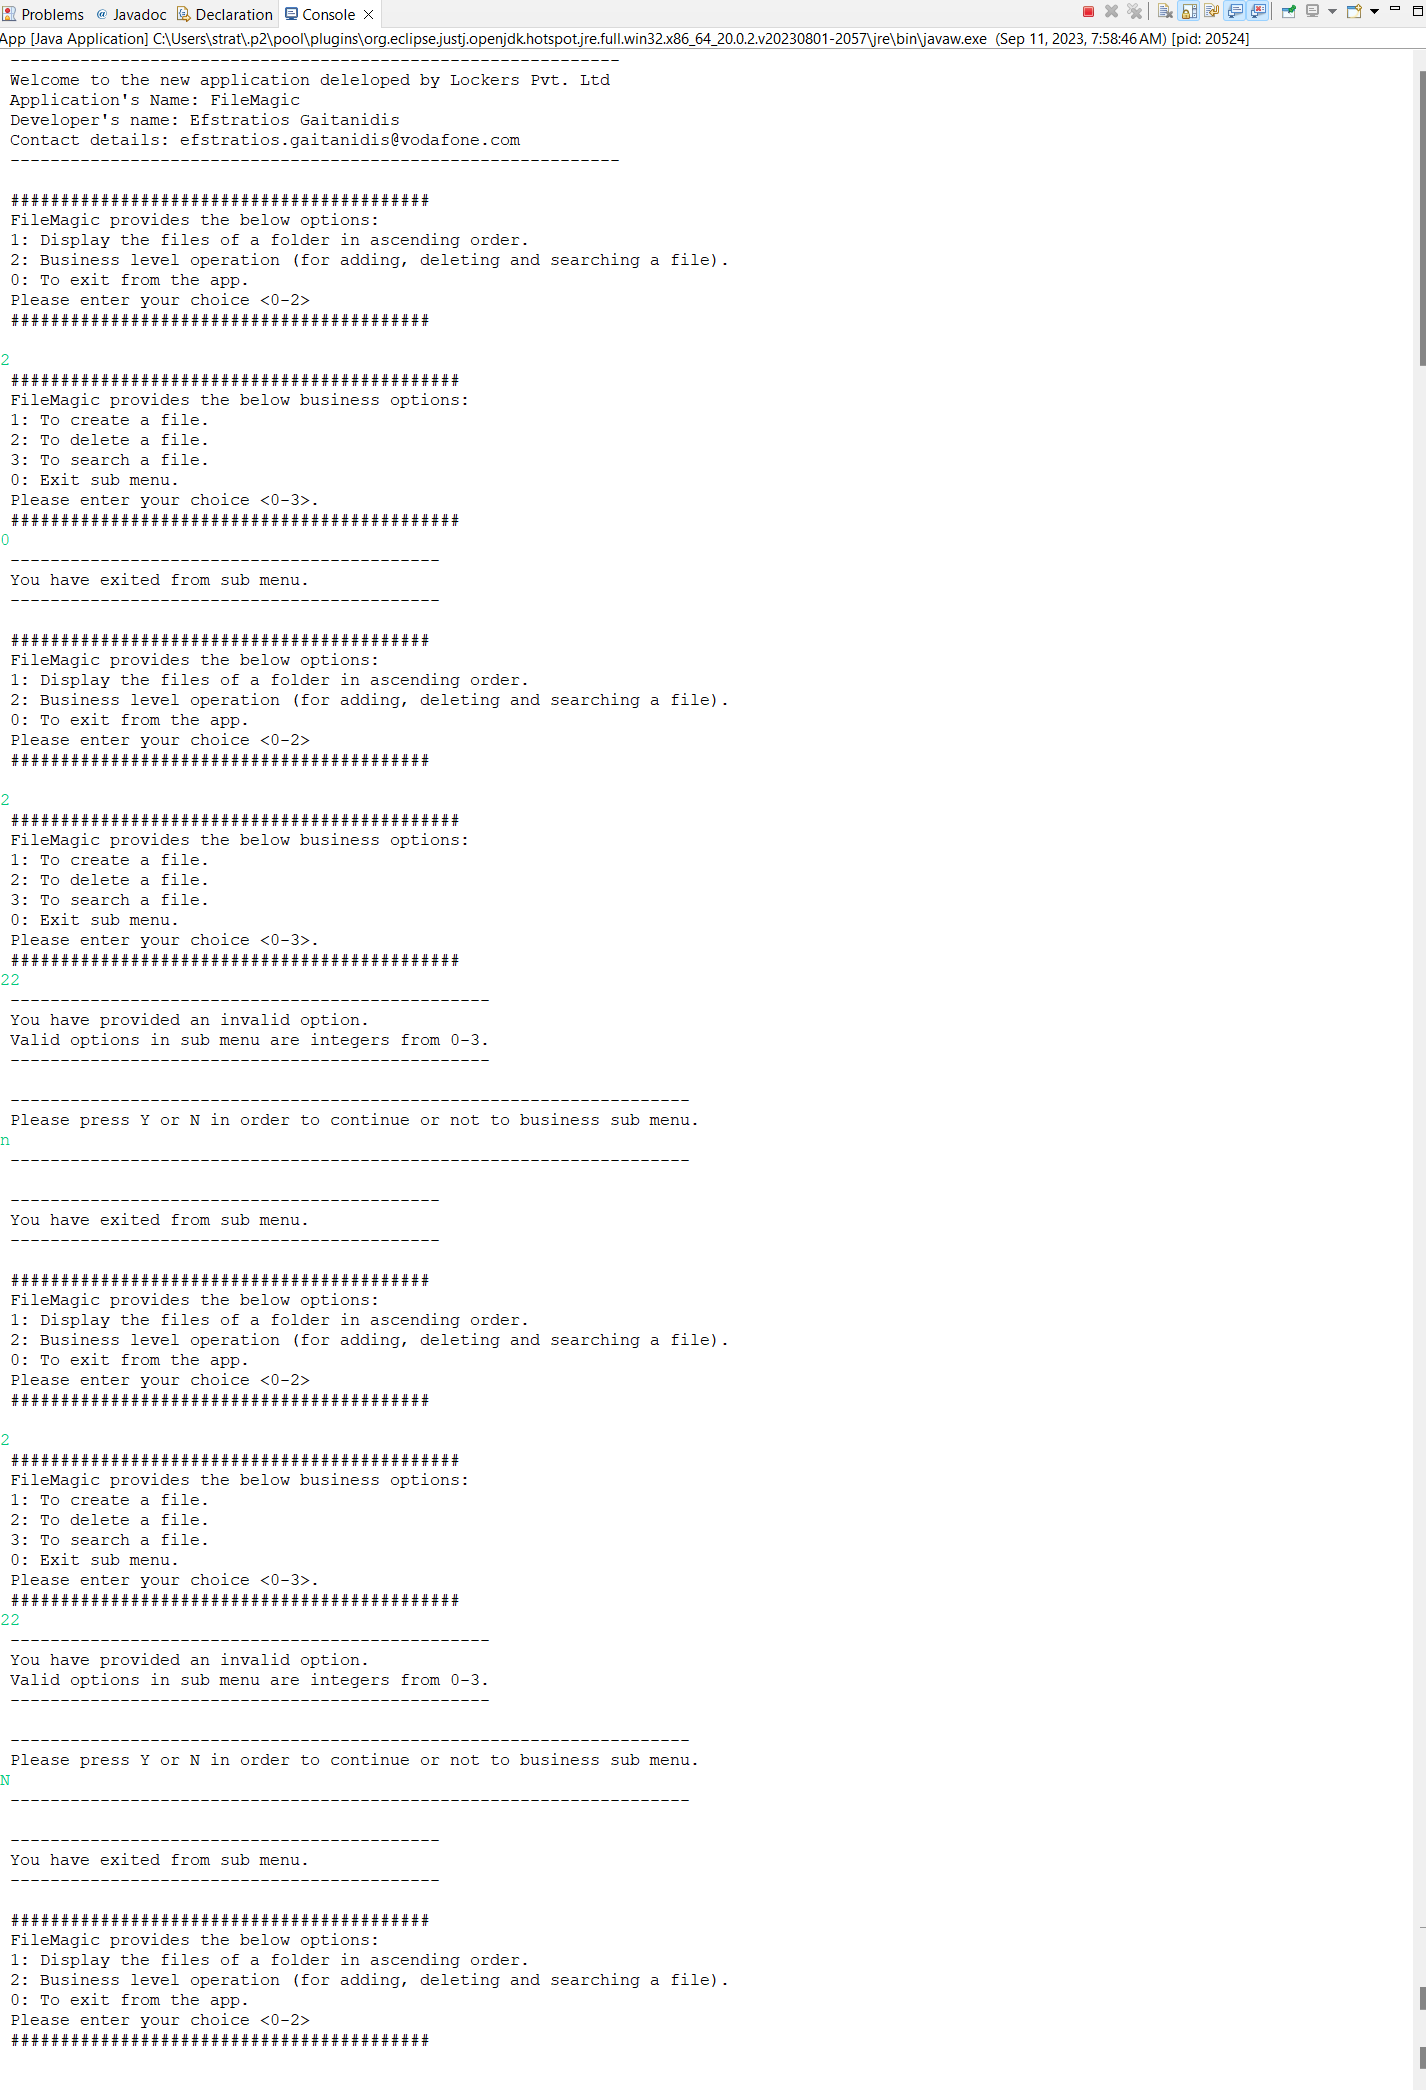 Problems @ Javadoc Declaration Console
App [Java Application] C:\Users\strat\.p2\pool\plugins\org.eclipse.justj.openjdk.hotspot.jre.full.win32.x86_64_20.0.2.v20230801-2057\jre\bin\javaw.exe (Sep 11, 2023, 7:58:46 AM) [pid: 20524]
-------------------------------------------------------------
Welcome to the new application deleloped by Lockers Pvt. Ltd
Application's Name: FileMagic
Developer's name: Efstratios Gaitanidis
Contact details: efstratios.gaitanidis@vodafone.com
-------------------------------------------------------------
##########################################
FileMagic provides the below options:
1: Display the files of a folder in ascending order.
2: Business level operation (for adding, deleting and searching a file).
0: To exit from the app.
Please enter your choice <0-2>
##########################################
2
#############################################
FileMagic provides the below business options:
1: To create a file.
2: To delete a file.
3: To search a file.
0: Exit sub menu.
Please enter your choice <0-3>.
#############################################
0
-------------------------------------------
You have exited from sub menu.
-------------------------------------------
##########################################
FileMagic provides the below options:
1: Display the files of a folder in ascending order.
2: Business level operation (for adding, deleting and searching a file).
0: To exit from the app.
Please enter your choice <0-2>
##########################################
2
#############################################
FileMagic provides the below business options:
1: To create a file.
2: To delete a file.
3: To search a file.
0: Exit sub menu.
Please enter your choice <0-3>.
#############################################
22
------------------------------------------------
You have provided an invalid option.
Valid options in sub menu are integers from 0-3.
------------------------------------------------
--------------------------------------------------------------------
Please press Y or N in order to continue or not to business sub menu.
n
--------------------------------------------------------------------
-------------------------------------------
You have exited from sub menu.
-------------------------------------------
##########################################
FileMagic provides the below options:
1: Display the files of a folder in ascending order.
2: Business level operation (for adding, deleting and searching a file).
0: To exit from the app.
Please enter your choice <0-2>
##########################################
2
#############################################
FileMagic provides the below business options:
1: To create a file.
2: To delete a file.
3: To search a file.
0: Exit sub menu.
Please enter your choice <0-3>.
#############################################
22
------------------------------------------------
You have provided an invalid option.
Valid options in sub menu are integers from 0-3.
------------------------------------------------
--------------------------------------------------------------------
Please press Y or N in order to continue or not to business sub menu.
N
--------------------------------------------------------------------
-------------------------------------------
You have exited from sub menu.
-------------------------------------------
##########################################
FileMagic provides the below options:
1: Display the files of a folder in ascending order.
2: Business level operation (for adding, deleting and searching a file).
0: To exit from the app.
Please enter your choice <0-2>
##########################################